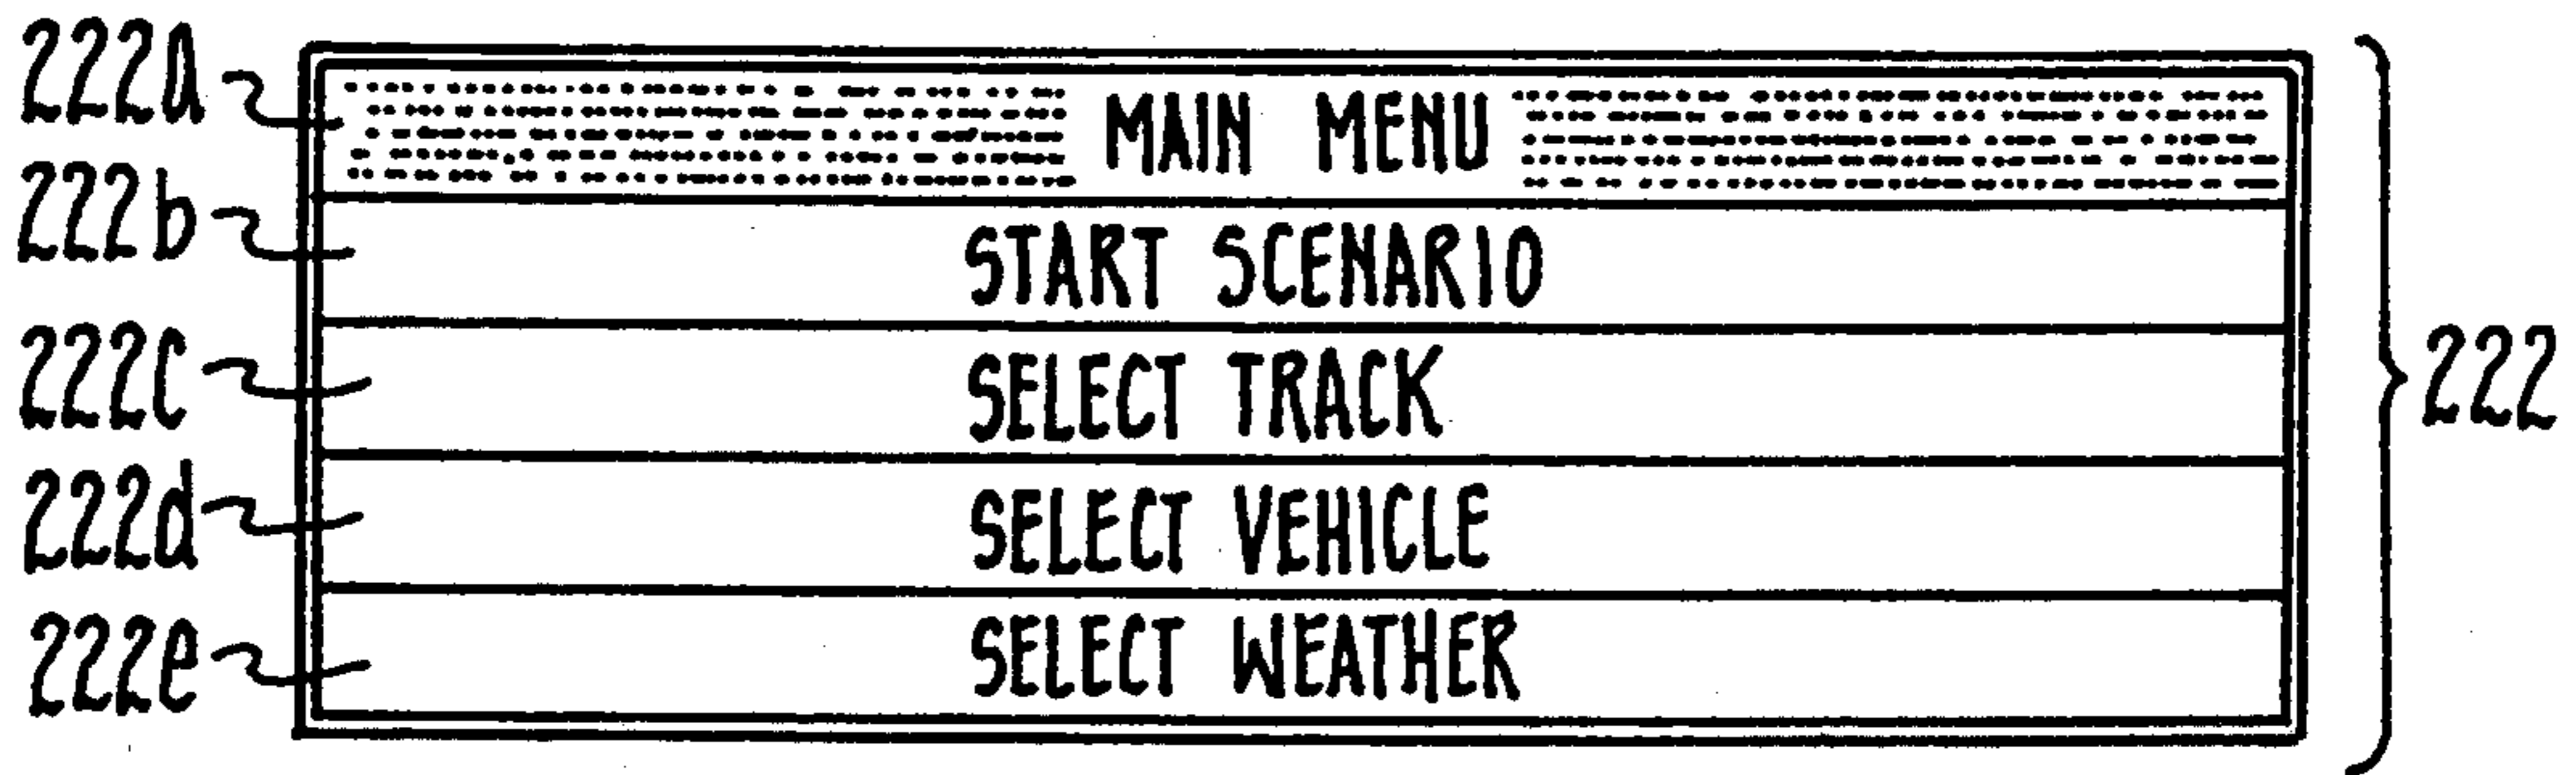 222a MAIN MENU
222b START SCENARIO
222c SELECT TRACK 222
222d SELECT VEHICLE
222e SELECT WEATHER